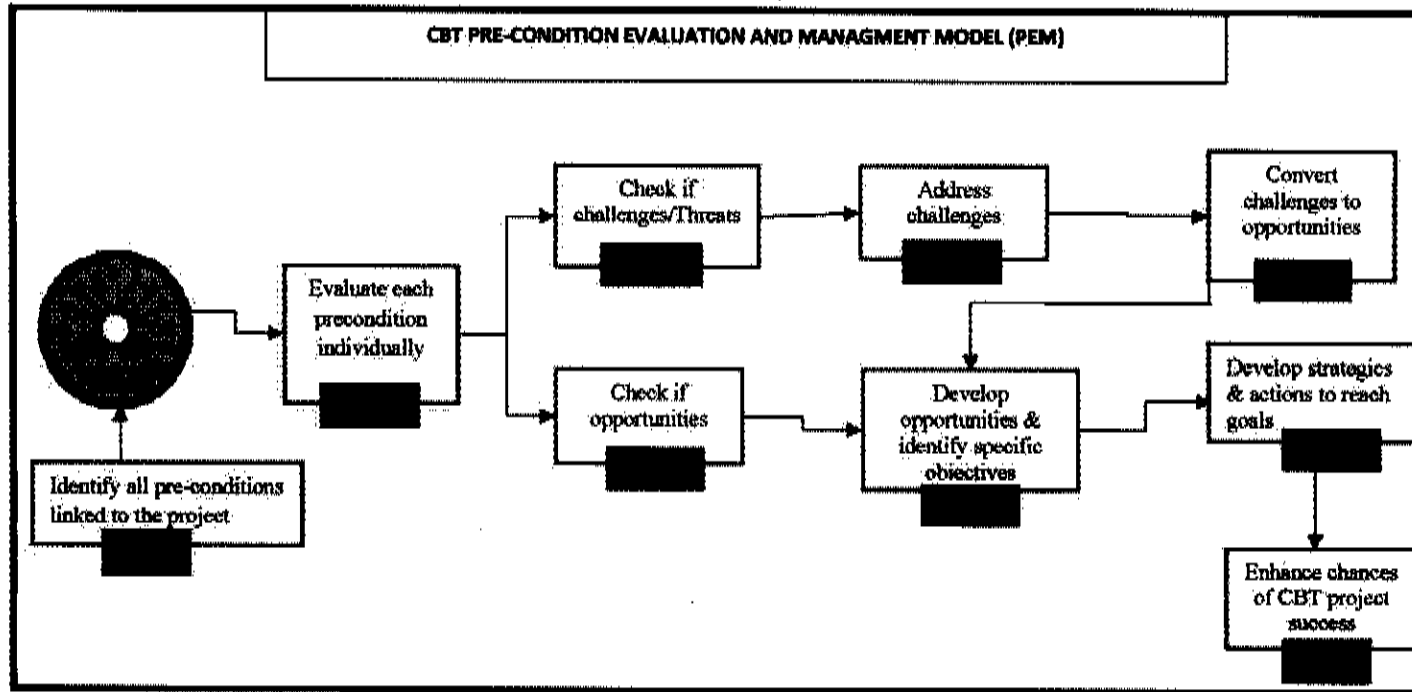 CBT PRE-CONDITION EVALUATION AND MANAGMENT MODEL (PEM)
Identify all pre-conditions
linked to the project
Evaluate each
precondition
individually
Check if
challenges/Threats
Address
challenges
Convert
challenges to
opportunities
Check if
opportunities
Develop
opportunities &
identify specific
objectives
Develop strategies
& actions to reach
goals
Enhance chances
of CBT project
success